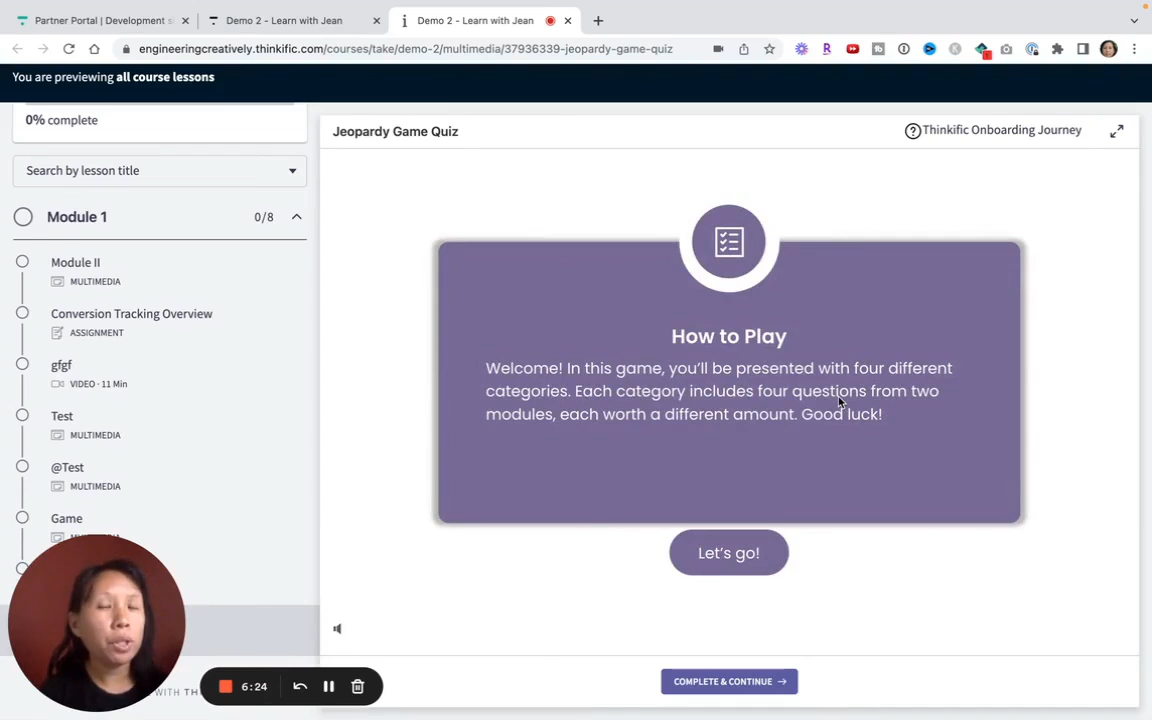 Partner Portal | Development s
Demo 2 - Learn with Jean
Demo 2 - Learn with Jean
engineeringcreatively.thinkific.com/courses/take/demo-2/multimedia/37936339-jeopardy-game-quiz
You are previewing all course lessons
0% complete
Search by lesson title
Module 1 0/8
Module II
MULTIMEDIA
Conversion Tracking Overview
ASSIGNMENT
gfgf
VIDEO · 11 Min
Test
MULTIMEDIA
@Test
MULTIMEDIA
Game
6:24
WITH
Jeopardy Game Quiz
Thinkific Onboarding Journey
How to Play
Welcome! In this game, you'll be presented with four different
categories. Each category includes four questions from two
modules, each worth a different amount. Good luck!
Let's go!
COMPLETE & CONTINUE →